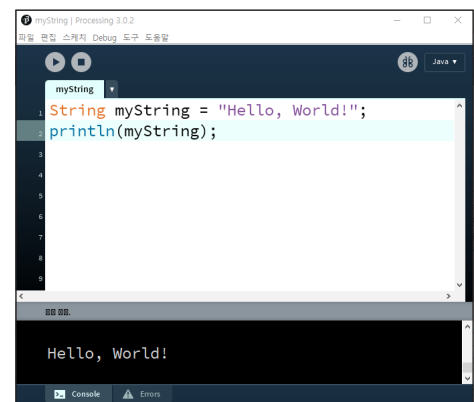 myString | Processing 3.0.2
파일 편집 스케치 Debug 도구 도움말
Java ▼
myString ▼
1 String myString = "Hello, World!";
2 println(myString);
3
4
5
6
7
8
9
Hello, World!
Console Errors